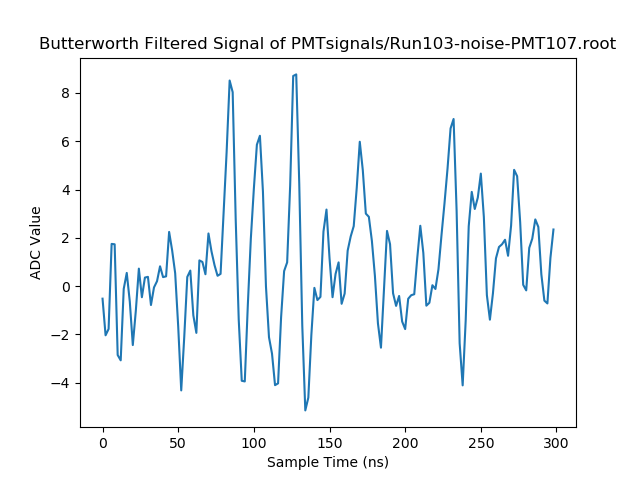 Butterworth Filtered Signal of PMTsignals/Run103-noise-PMT107.root
8
6
4
2
0
−2
−4
ADC Value
0 50 100 150 200 250 300
Sample Time (ns)